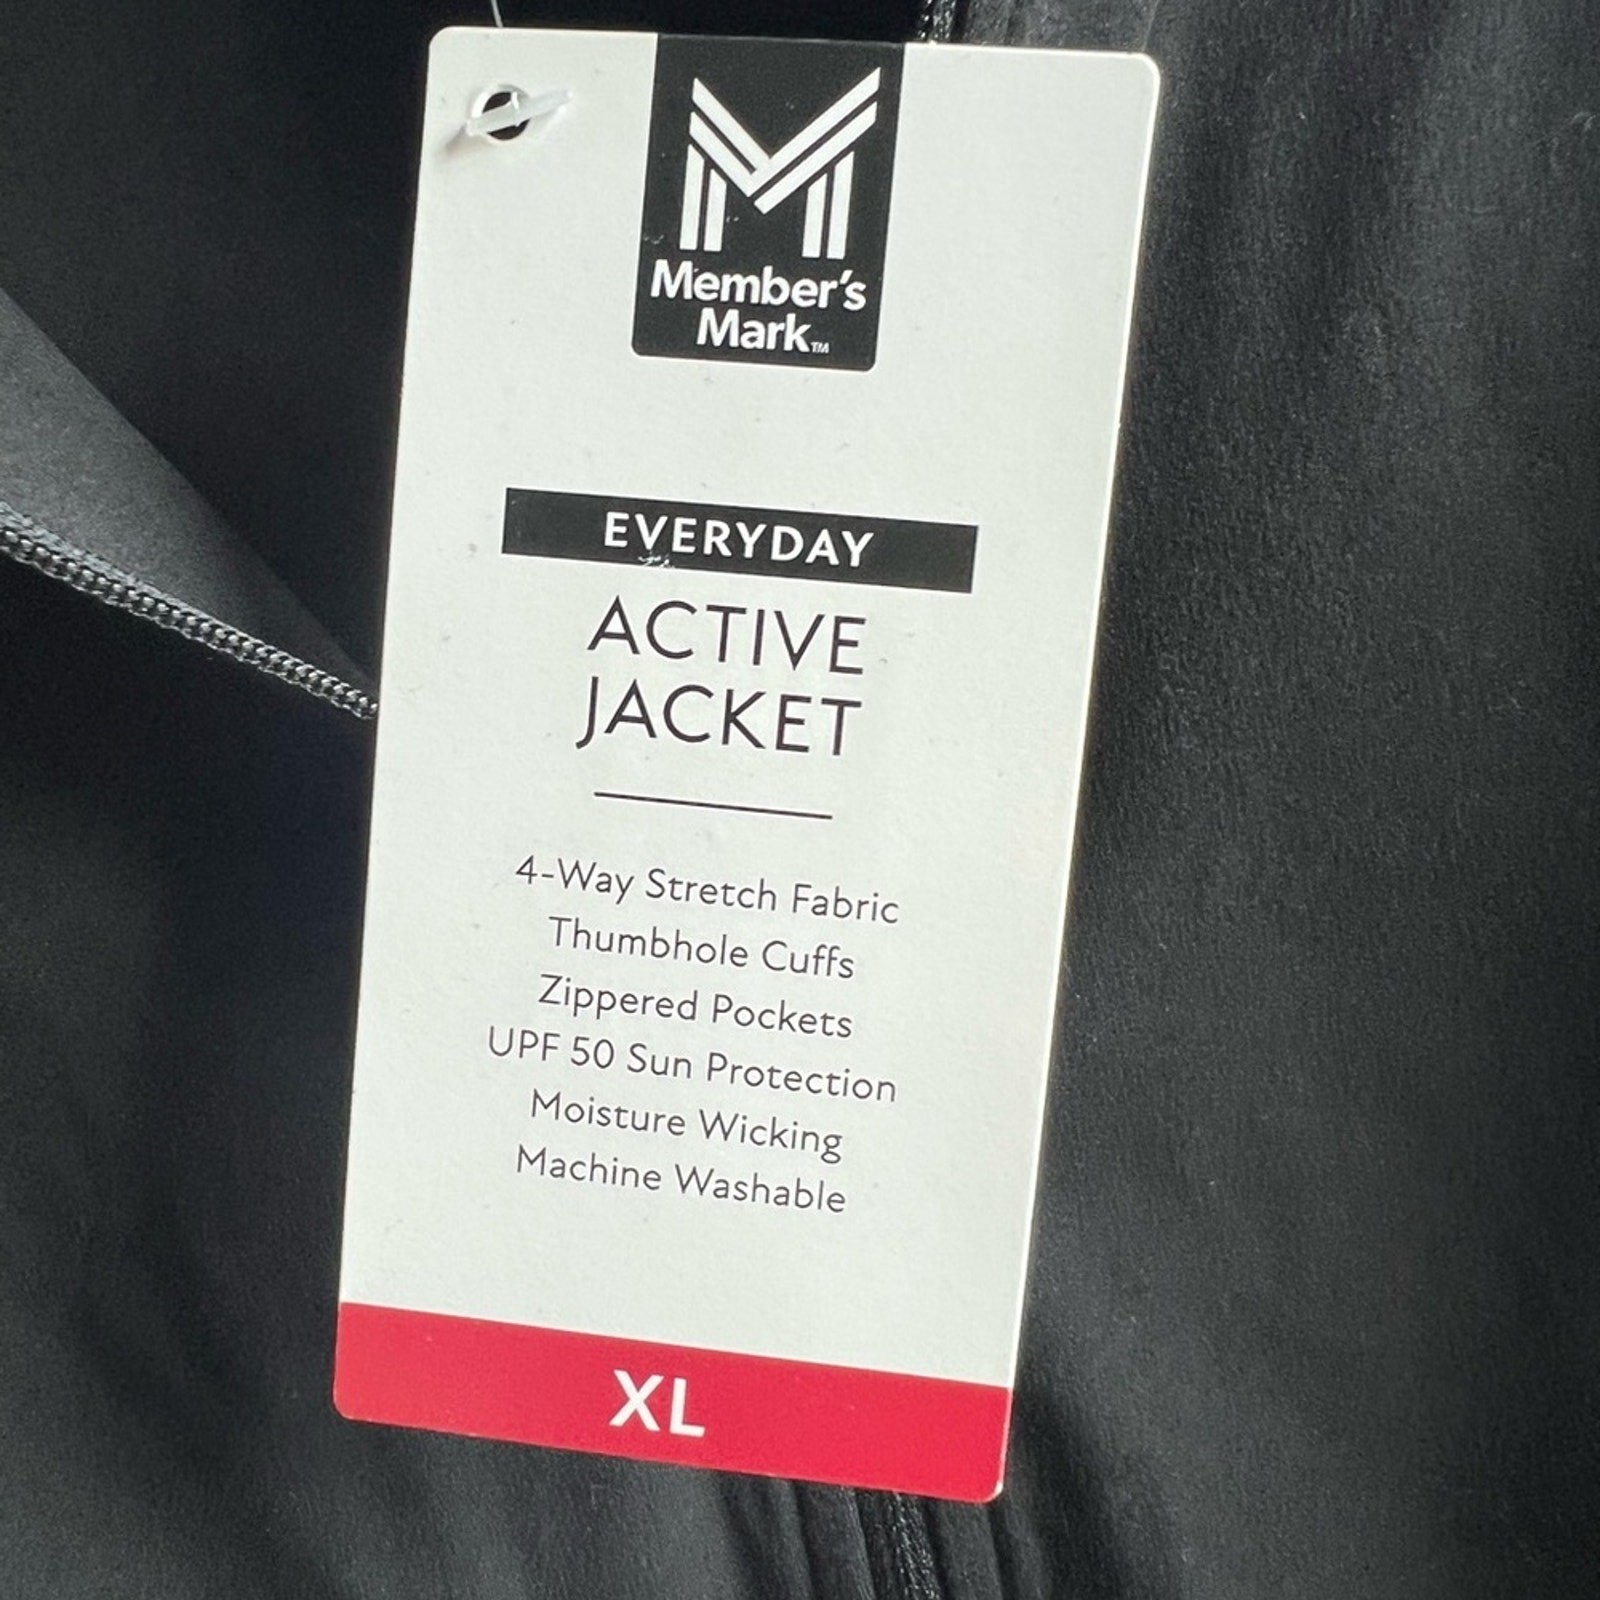 Member's
Mark™
EVERYDAY
ACTIVE
JACKET
4-Way Stretch Fabric
Thumbhole Cuffs
Zippered Pockets
UPF 50 Sun Protection
Moisture Wicking
Machine Washable
XL